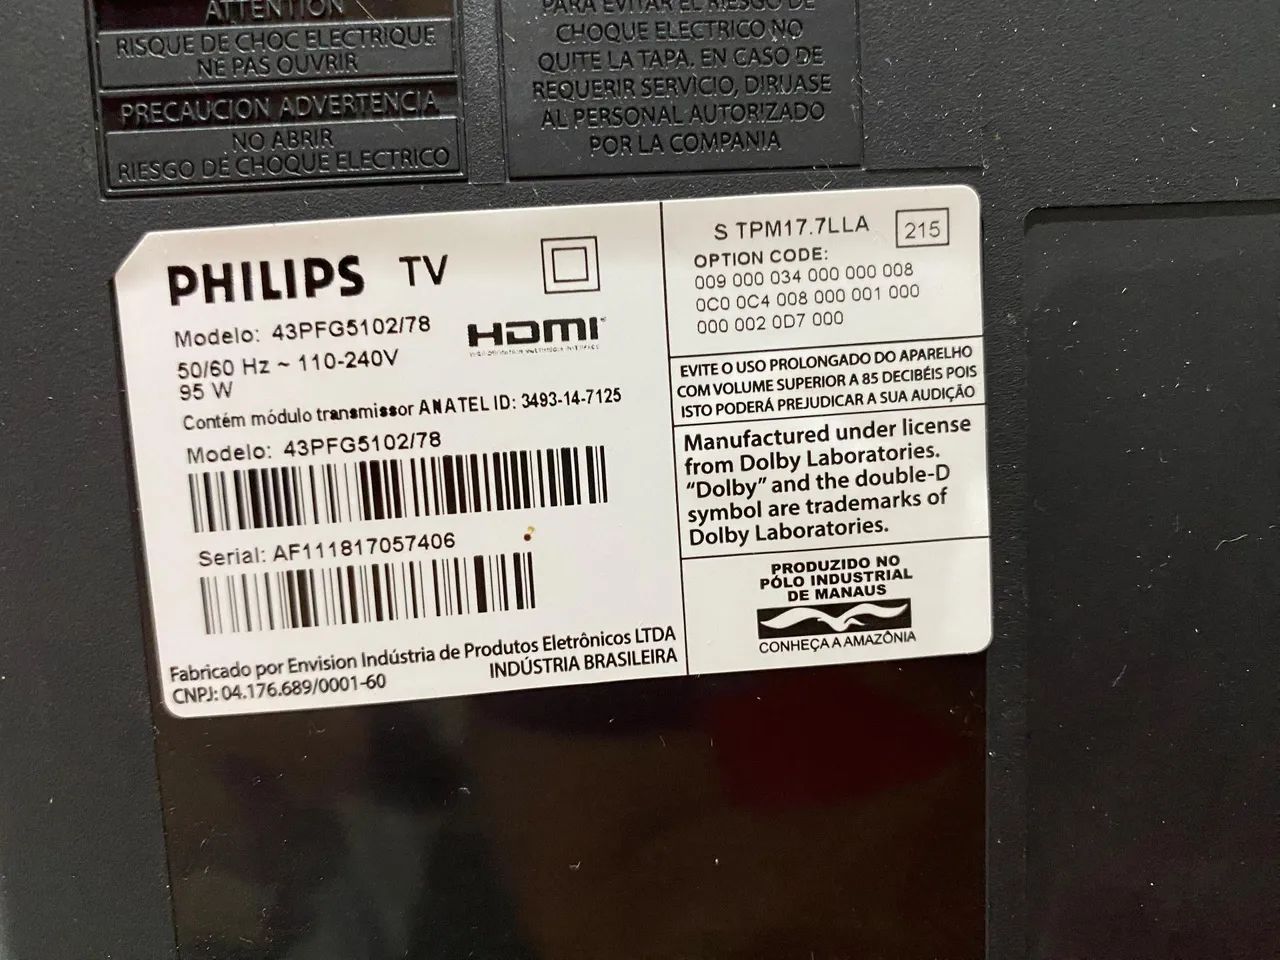 ATTENTION
RISQUE DE CHOC ELECTRIQUE
NE PAS OUVRIR
PRECAUCION ADVERTENCIA
NO ABRIR
RIESGO DE CHOQUE ELECTRICO
PARA EVITAR EL RIESGO DE
CHOQUE ELECTRICO NO
QUITE LA TAPA. EN CASO DE
REQUERIR SERVICIO, DIRIJASE
AL PERSONAL AUTORIZADO
POR LA COMPANIA
PHILIPS TV
Modelo: 43PFG5102/78
HDMI
HIGH-DEFINITION MULTIMEDIA INTERFACE
50/60 Hz ~ 110-240V
95 W
Contém módulo transmissor ANATEL ID: 3493-14-7125
Modelo: 43PFG5102/78
Serial: AF111817057406
Fabricado por Envision Indústria de Produtos Eletrônicos LTDA
CNPJ: 04.176.689/0001-60
INDÚSTRIA BRASILEIRA
S TPM17.7LLA 215
OPTION CODE:
009 000 034 000 000 008
0C0 0C4 008 000 001 000
000 002 0D7 000
EVITE O USO PROLONGADO DO APARELHO
COM VOLUME SUPERIOR A 85 DECIBÉIS POIS
ISTO PODERÁ PREJUDICAR A SUA AUDIÇÃO
Manufactured under license
from Dolby Laboratories.
“Dolby” and the double-D
symbol are trademarks of
Dolby Laboratories.
PRODUZIDO NO
PÓLO INDUSTRIAL
DE MANAUS
CONHEÇA A AMAZÔNIA